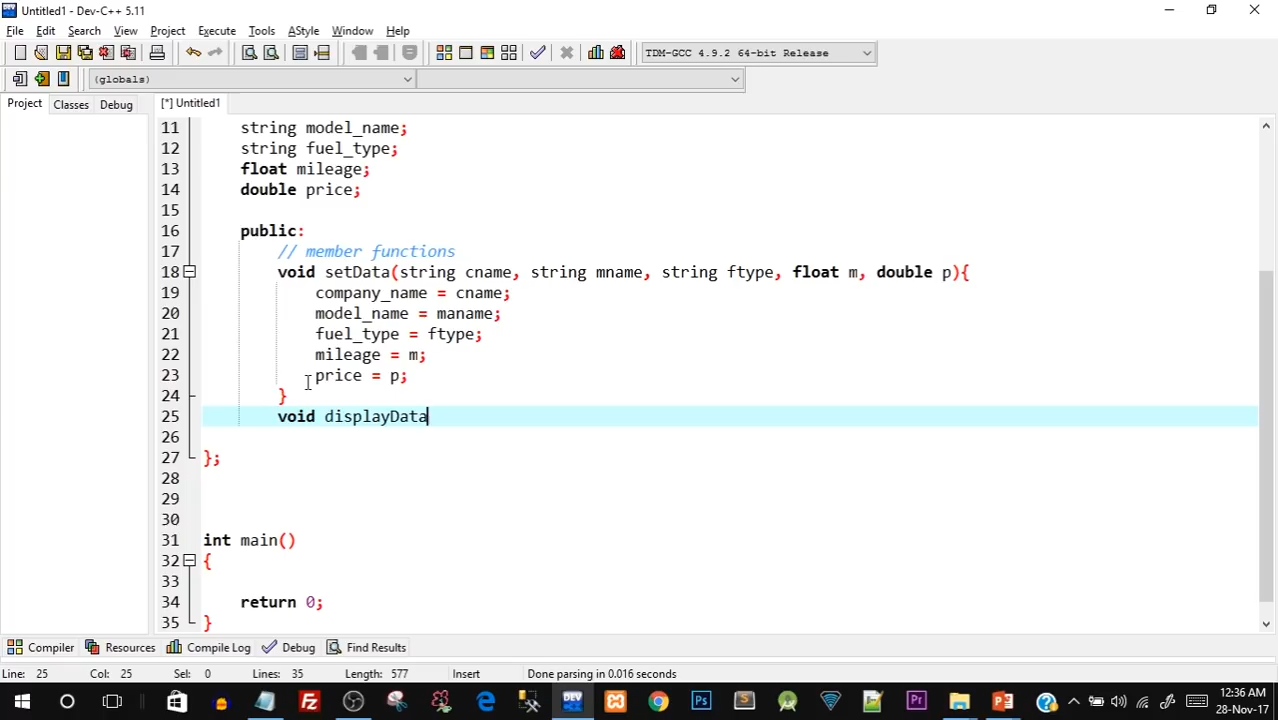 Untitled1 - Dev-C++ 5.11
File Edit Search View Project Execute Tools AStyle Window Help
TDM-GCC 4.9.2 64-bit Release
(globals)
Project Classes Debug [*] Untitled1
11 string model_name;
12 string fuel_type;
13 float mileage;
14 double price;
15
16 public:
17 // member functions
18 void setData(string cname, string mname, string ftype, float m, double p){
19 company_name = cname;
20 model_name = maname;
21 fuel_type = ftype;
22 mileage = m;
23 price = p;
24 }
25 void displayData
26
27 };
28
29
30
31 int main()
32 {
33
34 return 0;
35 }
Compiler Resources Compile Log Debug Find Results
Line: 25 Col: 25 Sel: 0 Lines: 35 Length: 577 Insert Done parsing in 0.016 seconds
12:36 AM
28-Nov-17